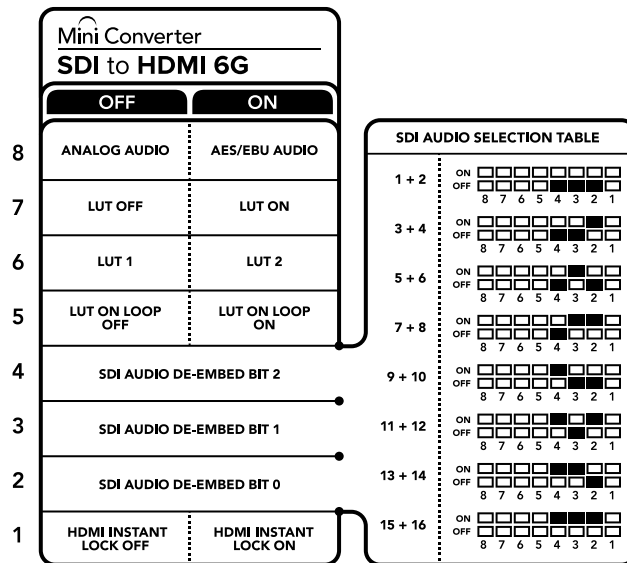 Mini Converter
SDI to HDMI 6G
OFF ON
8 ANALOG AUDIO AES/EBU AUDIO
7 LUT OFF LUT ON
6 LUT 1 LUT 2
5 LUT ON LOOP OFF LUT ON LOOP ON
4 SDI AUDIO DE-EMBED BIT 2
3 SDI AUDIO DE-EMBED BIT 1
2 SDI AUDIO DE-EMBED BIT 0
1 HDMI INSTANT LOCK OFF HDMI INSTANT LOCK ON
SDI AUDIO SELECTION TABLE
1 + 2
ON
OFF
8 7 6 5 4 3 2 1
3 + 4
ON
OFF
8 7 6 5 4 3 2 1
5 + 6
ON
OFF
8 7 6 5 4 3 2 1
7 + 8
ON
OFF
8 7 6 5 4 3 2 1
9 + 10
ON
OFF
8 7 6 5 4 3 2 1
11 + 12
ON
OFF
8 7 6 5 4 3 2 1
13 + 14
ON
OFF
8 7 6 5 4 3 2 1
15 + 16
ON
OFF
8 7 6 5 4 3 2 1